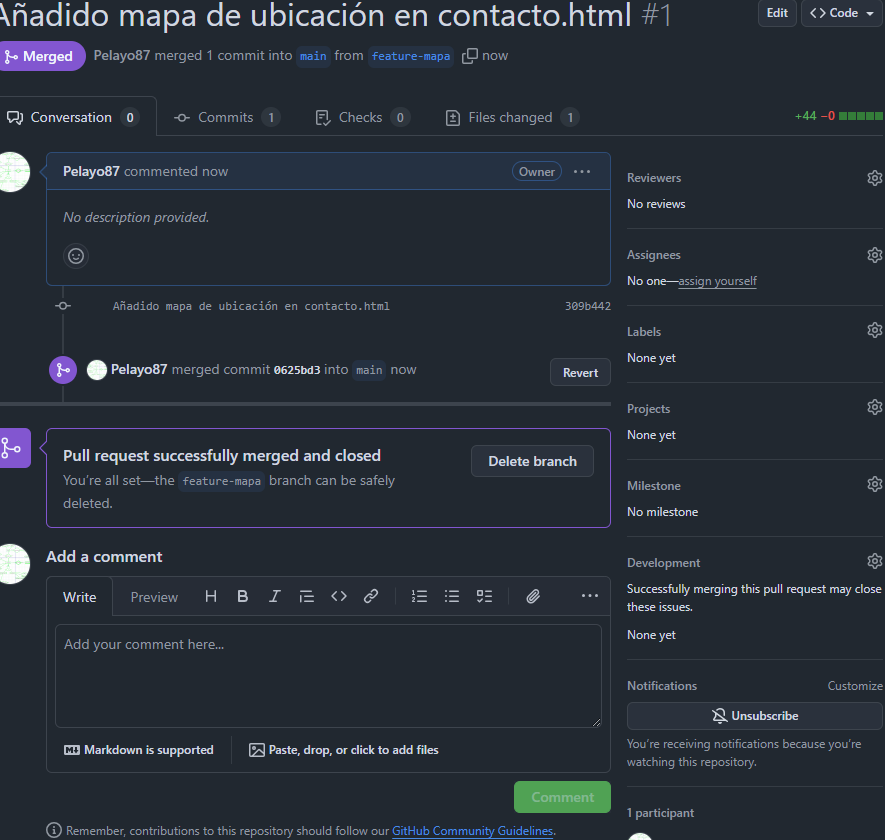 Añadido mapa de ubicación en contacto.html #1
Edit
Code
Merged
Pelayo87 merged 1 commit into main from feature-mapa now
Conversation 0
Commits 1
Checks 0
Files changed 1
+44 −0
Pelayo87 commented now
Owner
No description provided.
Añadido mapa de ubicación en contacto.html
309b442
Pelayo87 merged commit 0625bd3 into main now
Revert
Pull request successfully merged and closed
You're all set—the feature-mapa branch can be safely
deleted.
Delete branch
Add a comment
Write
Preview
H B I
Add your comment here...
Markdown is supported
Paste, drop, or click to add files
Comment
Remember, contributions to this repository should follow our GitHub Community Guidelines.
Reviewers
No reviews
Assignees
No one—assign yourself
Labels
None yet
Projects
None yet
Milestone
No milestone
Development
Successfully merging this pull request may close
these issues.
None yet
Notifications
Customize
Unsubscribe
You're receiving notifications because you're
watching this repository.
1 participant